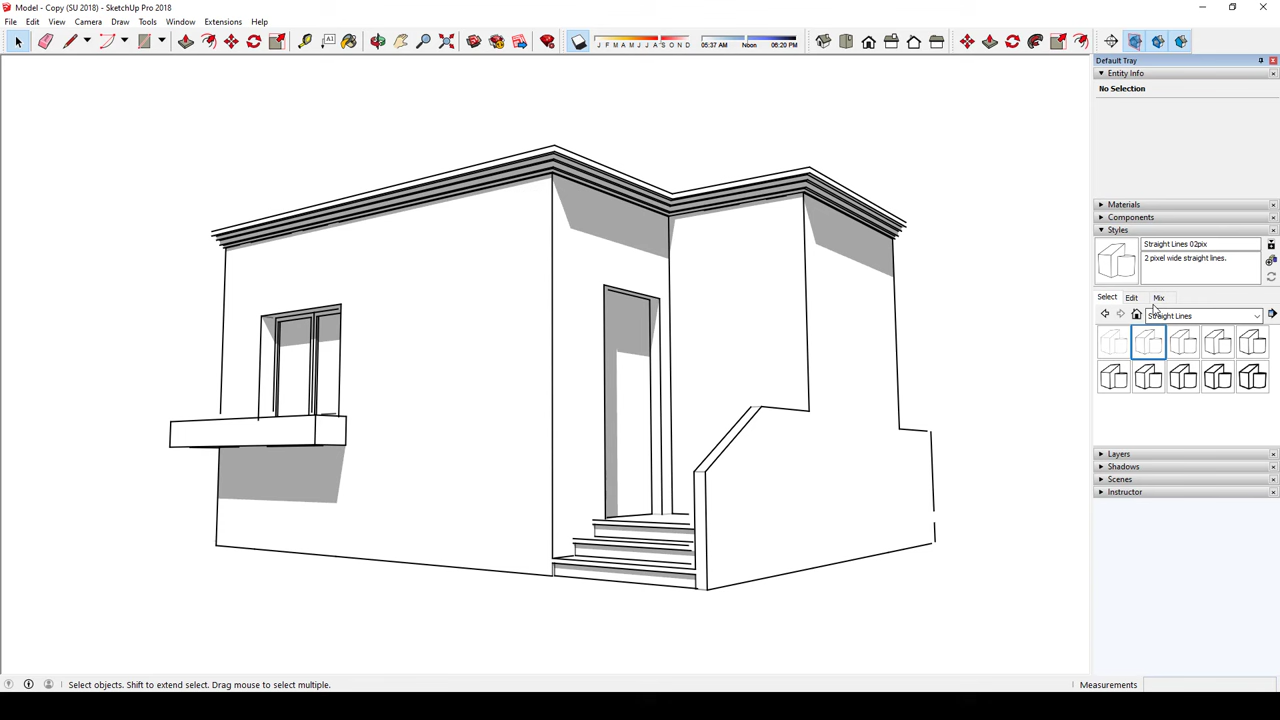 Model - Copy (SU 2018) - SketchUp Pro 2018
File Edit View Camera Draw Tools Window Extensions Help
J F M A M J J A S O N D
05:37 AM Noon 06:20 PM
Default Tray
Entity Info
No Selection
Materials
Components
Styles
Straight Lines 02pix
2 pixel wide straight lines.
Select Edit Mix
Straight Lines
Layers
Shadows
Scenes
Instructor
Select objects. Shift to extend select. Drag mouse to select multiple.
Measurements